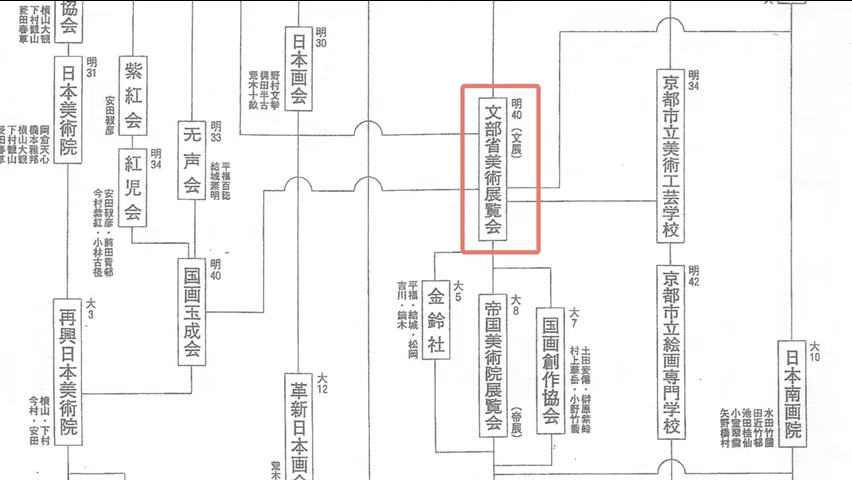 協会
横山大観
下村観山
菱田春草
明31
日本美術院
岡倉天心
橋本雅邦
横山大観
下村観山
菱田春草
大3
再興日本美術院
横山・下村
今村・安田
紫紅会
安田靫彦
明34
紅児会
安田靫彦・前田青邨
今村紫紅・小林古径
明33
无声会
平福百穂
結城素明
明40
国画玉成会
明30
日本画会
野村文挙
梶田半古
荒木十畝
大12
革新日本画会
荒木
明40
(文展)
文部省美術展覧会
大5
金鈴社
平福・結城・松岡
吉川・鏑木
大8
帝国美術院展覧会
(帝展)
大7
国画創作協会
土田麦僊・榊原紫峰
村上華岳・小野竹喬
明34
京都市立美術工芸学校
明42
京都市立絵画専門学校
大10
日本南画院
水田竹圃
田近竹邨
池田桂仙
小室翠雲
矢野橋村